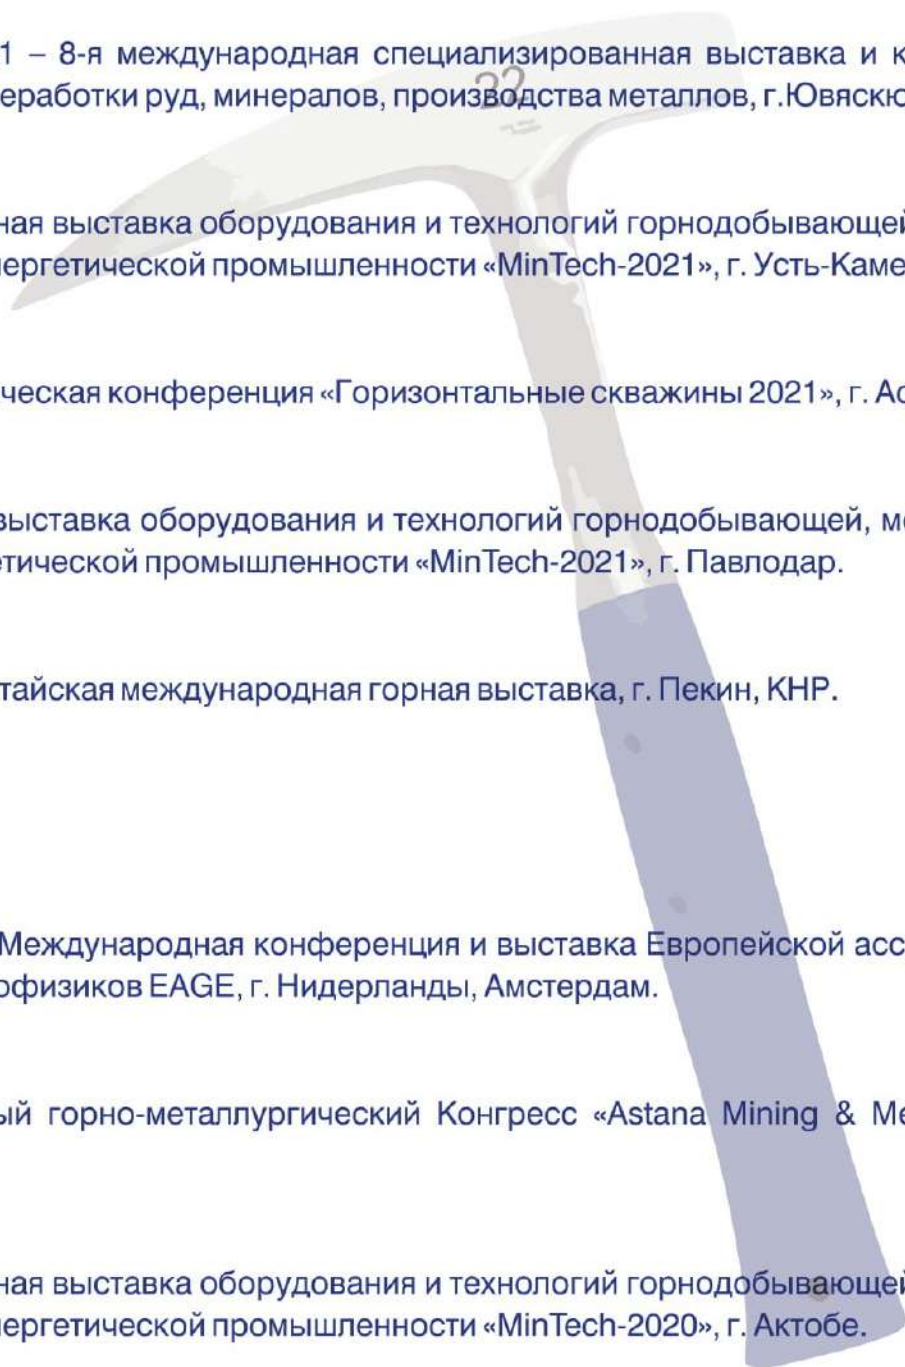 1 – 8-я международная специализированная выставка и к
еработки руд, минералов, производства металлов, г.Ювяскю
22
ная выставка оборудования и технологий горнодобывающей
нергетической промышленности «MinTech-2021», г. Усть-Каме
ческая конференция «Горизонтальные скважины 2021», г. Ас
выставка оборудования и технологий горнодобывающей, ме
етической промышленности «MinTech-2021», г. Павлодар.
тайская международная горная выставка, г. Пекин, КНР.
Международная конференция и выставка Европейской асс
офизиков EAGE, г. Нидерланды, Амстердам.
ый горно-металлургический Конгресс «Astana Mining & Me
ная выставка оборудования и технологий горнодобывающей
нергетической промышленности «MinTech-2020», г. Актобе.